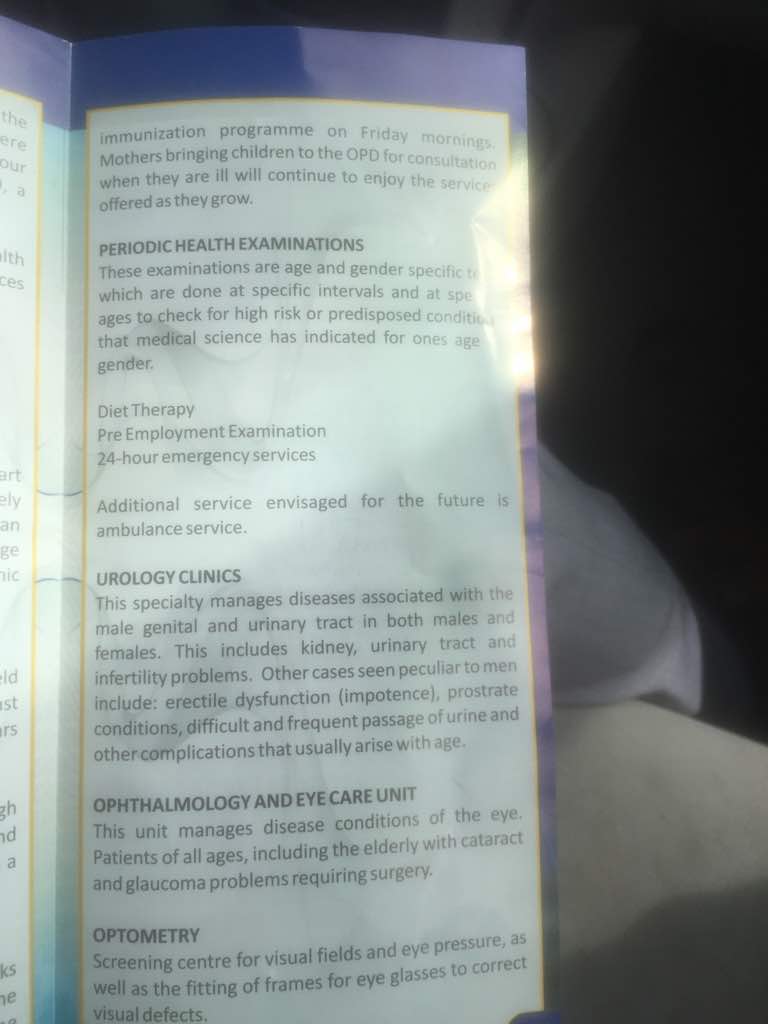 the
ere
our
, a
alth
ces
art
ely
an
ge
nic
eld
ast
ars
gh
nd
a
ks
he
immunization programme on Friday mornings.
Mothers bringing children to the OPD for consultation
when they are ill will continue to enjoy the service
offered as they grow.
PERIODIC HEALTH EXAMINATIONS
These examinations are age and gender specific
which are done at specific intervals and at spe
ages to check for high risk or predisposed conditio
that medical science has indicated for ones age
gender.
Diet Therapy
Pre Employment Examination
24-hour emergency services
Additional service envisaged for the future is
ambulance service.
UROLOGY CLINICS
This specialty manages diseases associated with the
male genital and urinary tract in both males and
females. This includes kidney, urinary tract and
infertility problems. Other cases seen peculiar to men
include: erectile dysfunction (impotence), prostrate
conditions, difficult and frequent passage of urine and
other complications that usually arise with age.
OPHTHALMOLOGY AND EYE CARE UNIT
This unit manages disease conditions of the eye.
Patients of all ages, including the elderly with cataract
and glaucoma problems requiring surgery.
OPTOMETRY
Screening centre for visual fields and eye pressure, as
well as the fitting of frames for eye glasses to correct
visual defects.